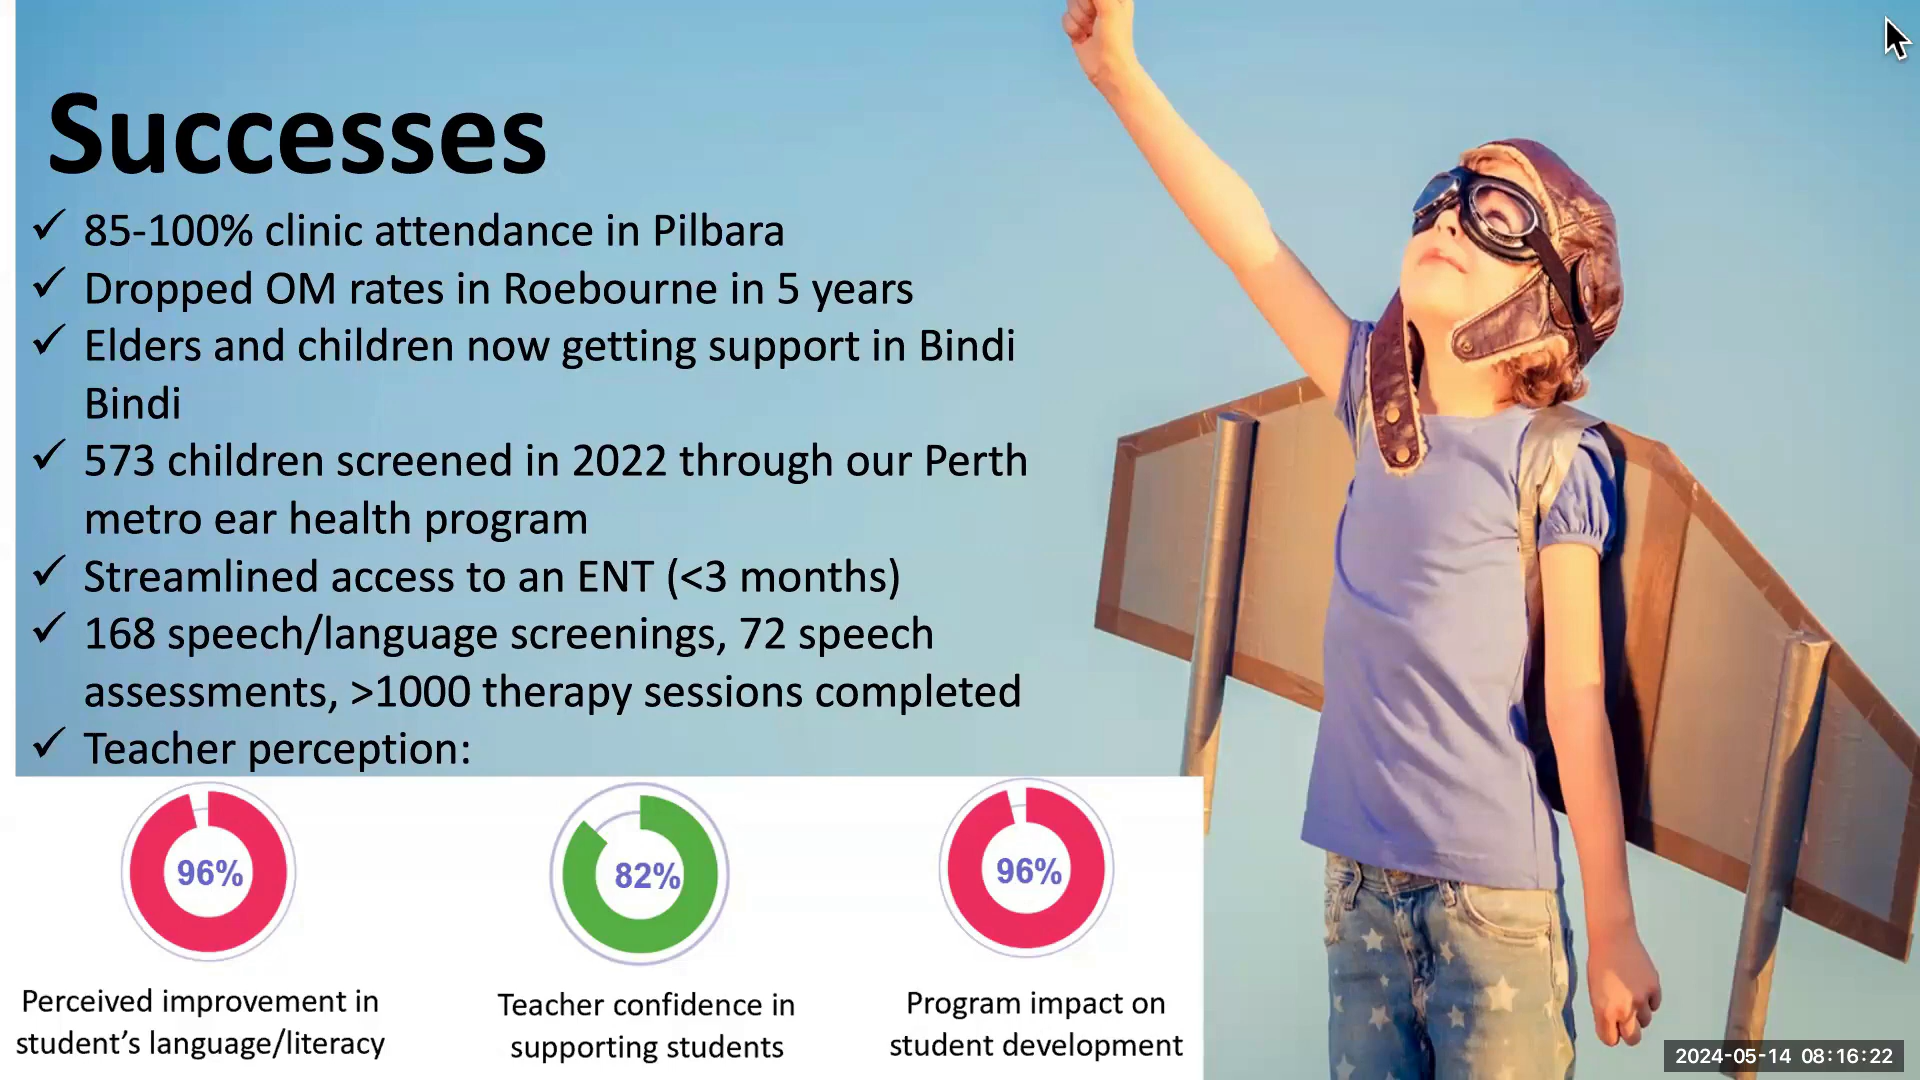 Successes
✓ 85-100% clinic attendance in Pilbara
✓ Dropped OM rates in Roebourne in 5 years
✓ Elders and children now getting support in Bindi
Bindi
✓ 573 children screened in 2022 through our Perth
metro ear health program
✓ Streamlined access to an ENT (<3 months)
✓ 168 speech/language screenings, 72 speech
assessments, >1000 therapy sessions completed
✓ Teacher perception:
96%
Perceived improvement in
student’s language/literacy
82%
Teacher confidence in
supporting students
96%
Program impact on
student development
2024-05-14 08:16:22